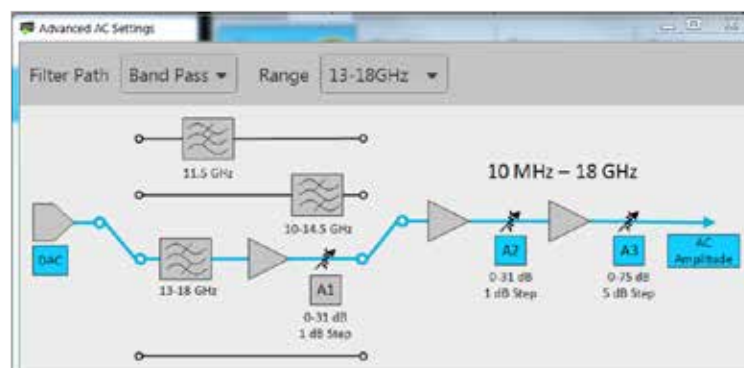 Advanced AC Settings
Filter Path Band Pass Range 13-18GHz
11.5 GHz
10 MHz – 18 GHz
10-14.5 GHz
DAC
13-18 GHz
A1
0-31 dB
1 dB Step
A2
0-31 dB
1 dB Step
A3
0-75 dB
5 dB Step
AC
Amplitude